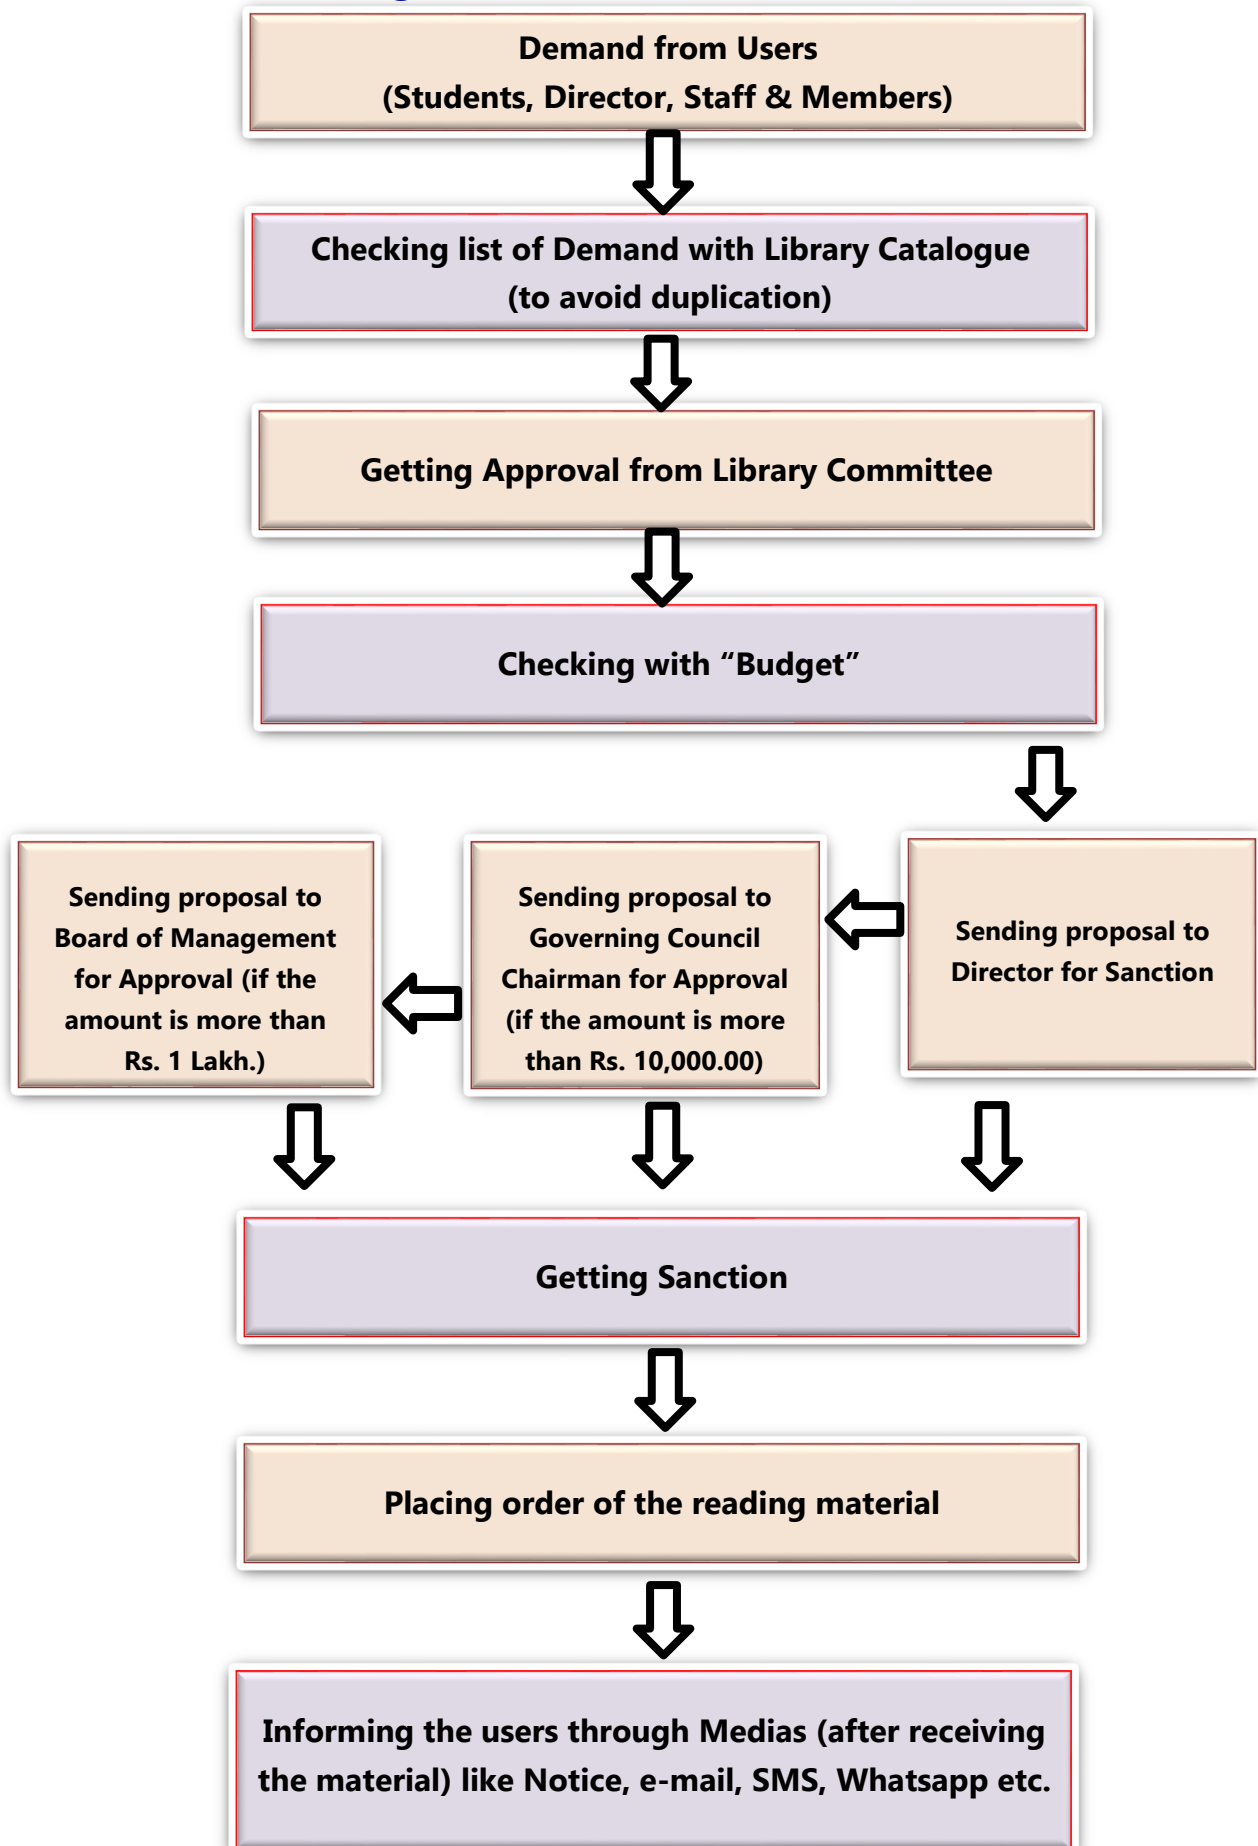 Demand from Users
(Students, Director, Staff & Members)
Checking list of Demand with Library Catalogue
(to avoid duplication)
Getting Approval from Library Committee
Checking with “Budget”
Sending proposal to
Board of Management
for Approval (if the
amount is more than
Rs. 1 Lakh.)
Sending proposal to
Governing Council
Chairman for Approval
(if the amount is more
than Rs. 10,000.00)
Sending proposal to
Director for Sanction
Getting Sanction
Placing order of the reading material
Informing the users through Medias (after receiving
the material) like Notice, e-mail, SMS, Whatsapp etc.